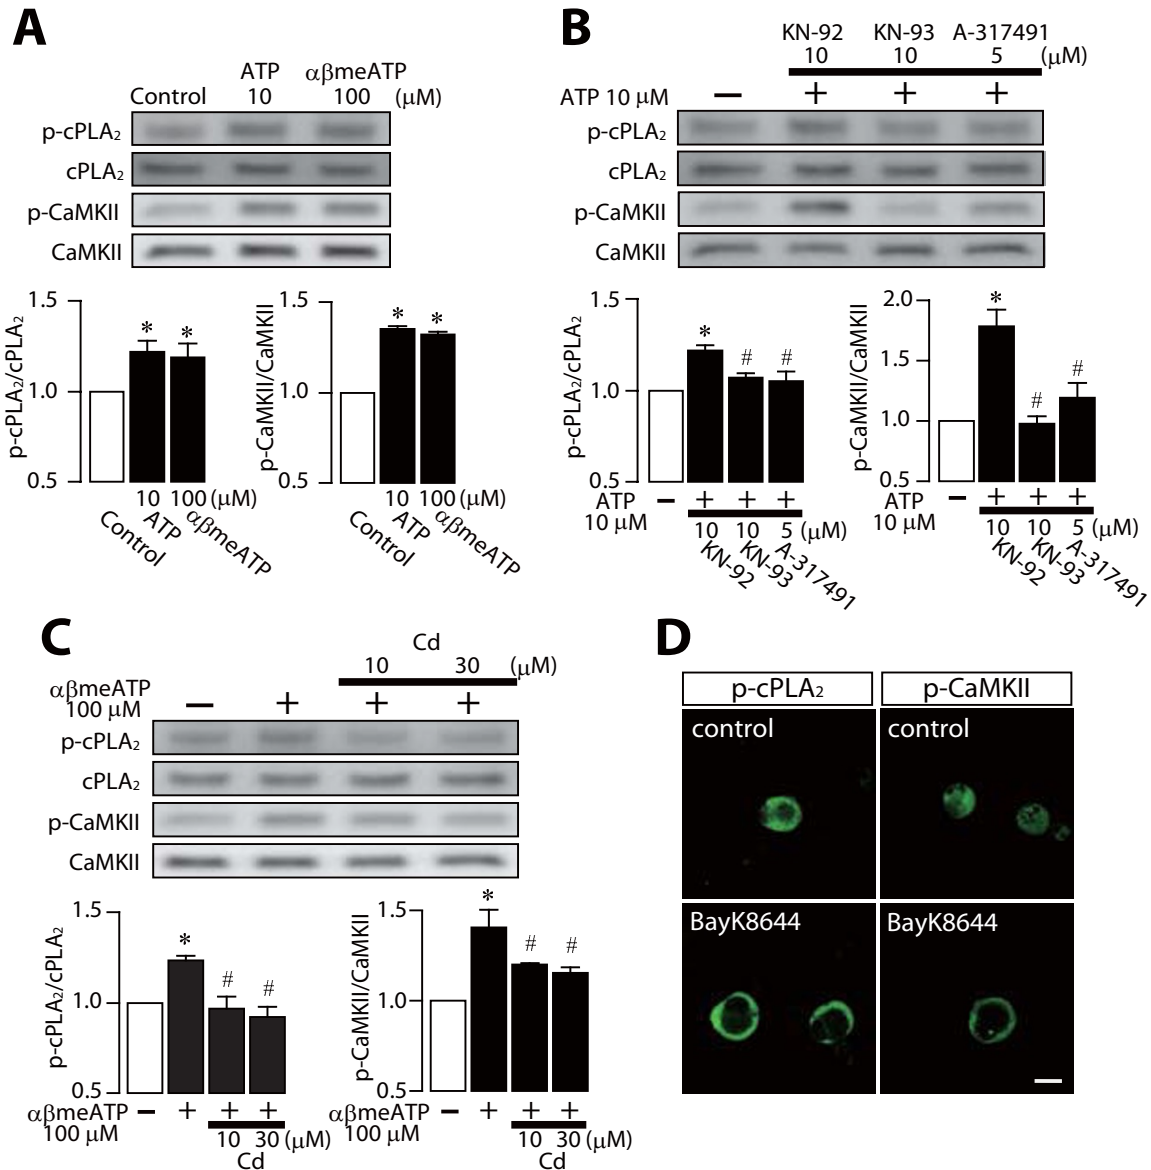 A
ATP αβmeATP
Control 10 100 (μM)
p-cPLA₂
cPLA₂
p-CaMKII
CaMKII
1.5
1.0
0.5
p-cPLA₂/cPLA₂
* *
10 100 (μM)
Control
ATP
αβmeATP
1.5
1.0
0.5
p-CaMKII/CaMKII
* *
10 100 (μM)
Control
ATP
αβmeATP
B
KN-92 KN-93 A-317491
10 10 5 (μM)
ATP 10 μM − + + +
p-cPLA₂
cPLA₂
p-CaMKII
CaMKII
1.5
1.0
0.5
p-cPLA₂/cPLA₂
* # #
ATP − + + +
10 μM
10 10 5 (μM)
KN-92
KN-93
A-317491
2.0
1.5
1.0
0.5
p-CaMKII/CaMKII
* # #
ATP − + + +
10 μM
10 10 5 (μM)
KN-92
KN-93
A-317491
C
Cd
10 30 (μM)
αβmeATP
100 μM − + + +
p-cPLA₂
cPLA₂
p-CaMKII
CaMKII
1.5
1.0
0.5
p-cPLA₂/cPLA₂
* # #
αβmeATP − + + +
100 μM
10 30 (μM)
Cd
1.5
1.0
0.5
p-CaMKII/CaMKII
* # #
αβmeATP − + + +
100 μM
10 30 (μM)
Cd
D
p-cPLA₂ p-CaMKII
control control
BayK8644 BayK8644